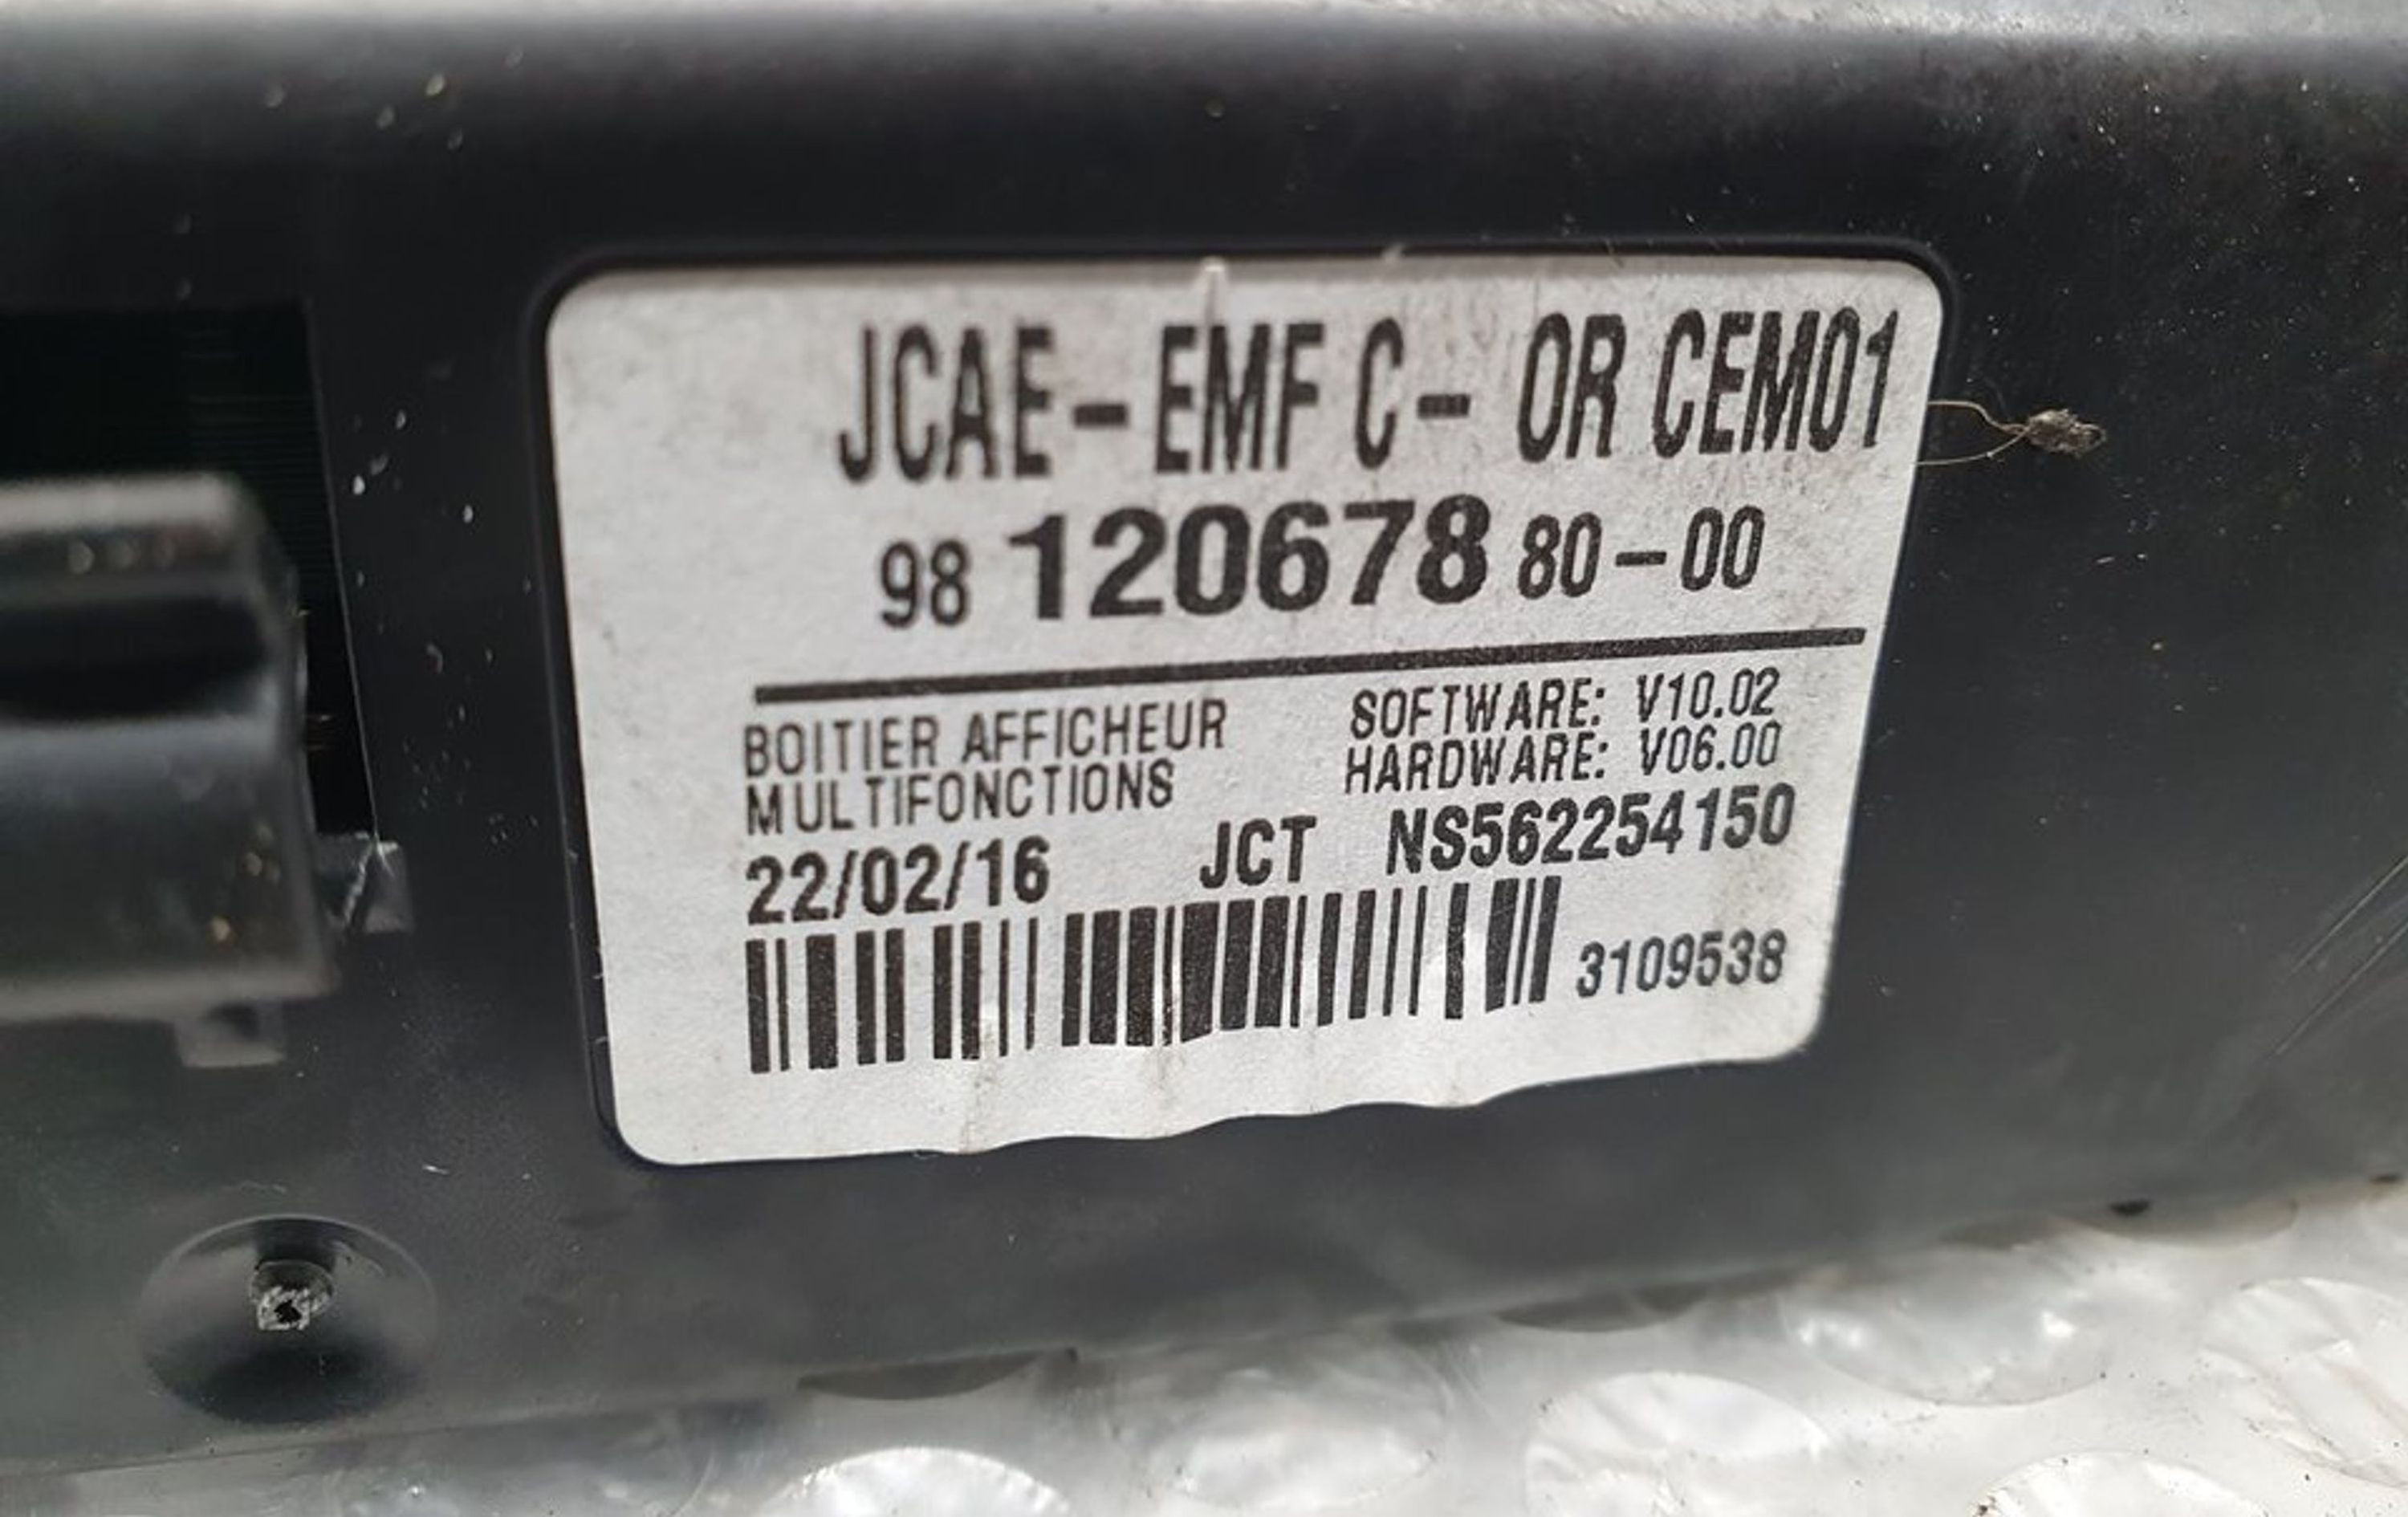 JCAE-EMF C- OR CEM01
98 120678 80-00
BOITIER AFFICHEUR
MULTIFONCTIONS
SOFTWARE: V10.02
HARDWARE: V06.00
22/02/16 JCT NS562254150
3109538